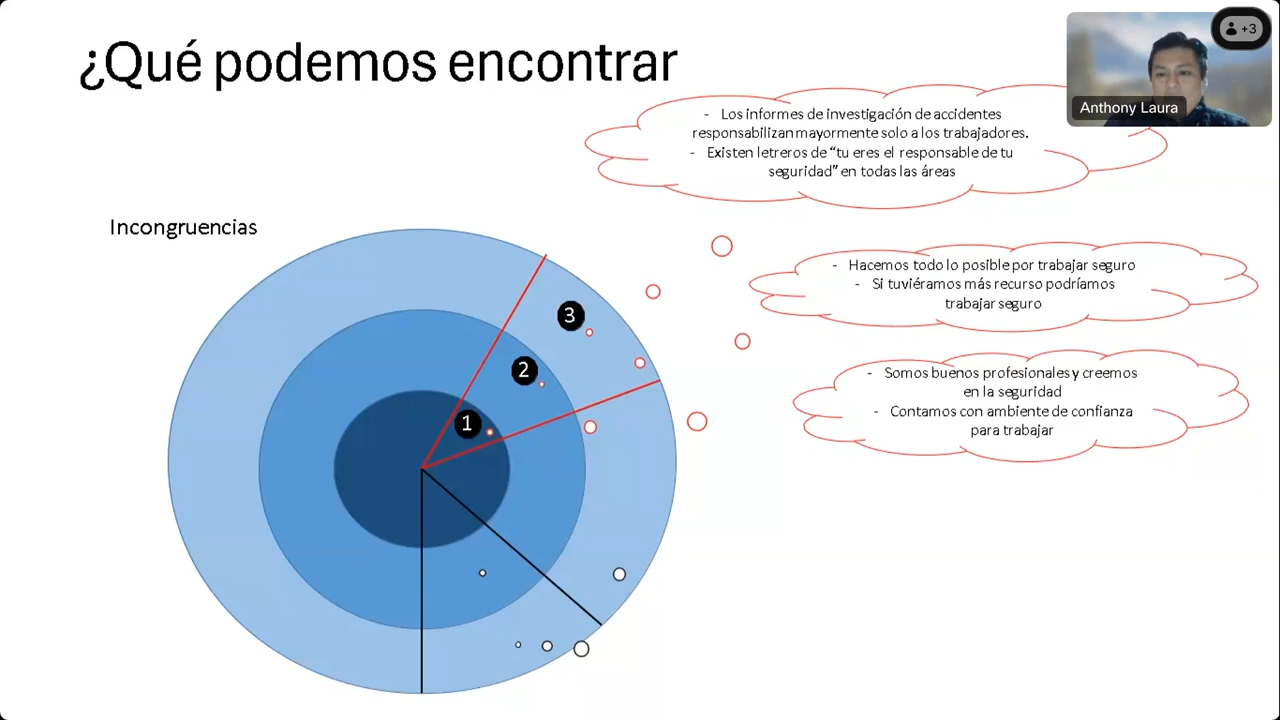 ¿Qué podemos encontrar
+3
Anthony Laura
- Los informes de investigación de accidentes
responsabilizan mayormente solo a los trabajadores.
- Existen letreros de “tu eres el responsable de tu
seguridad” en todas las áreas
Incongruencias
- Hacemos todo lo posible por trabajar seguro
- Si tuviéramos más recurso podríamos
trabajar seguro
3
2
1
- Somos buenos profesionales y creemos
en la seguridad
- Contamos con ambiente de confianza
para trabajar